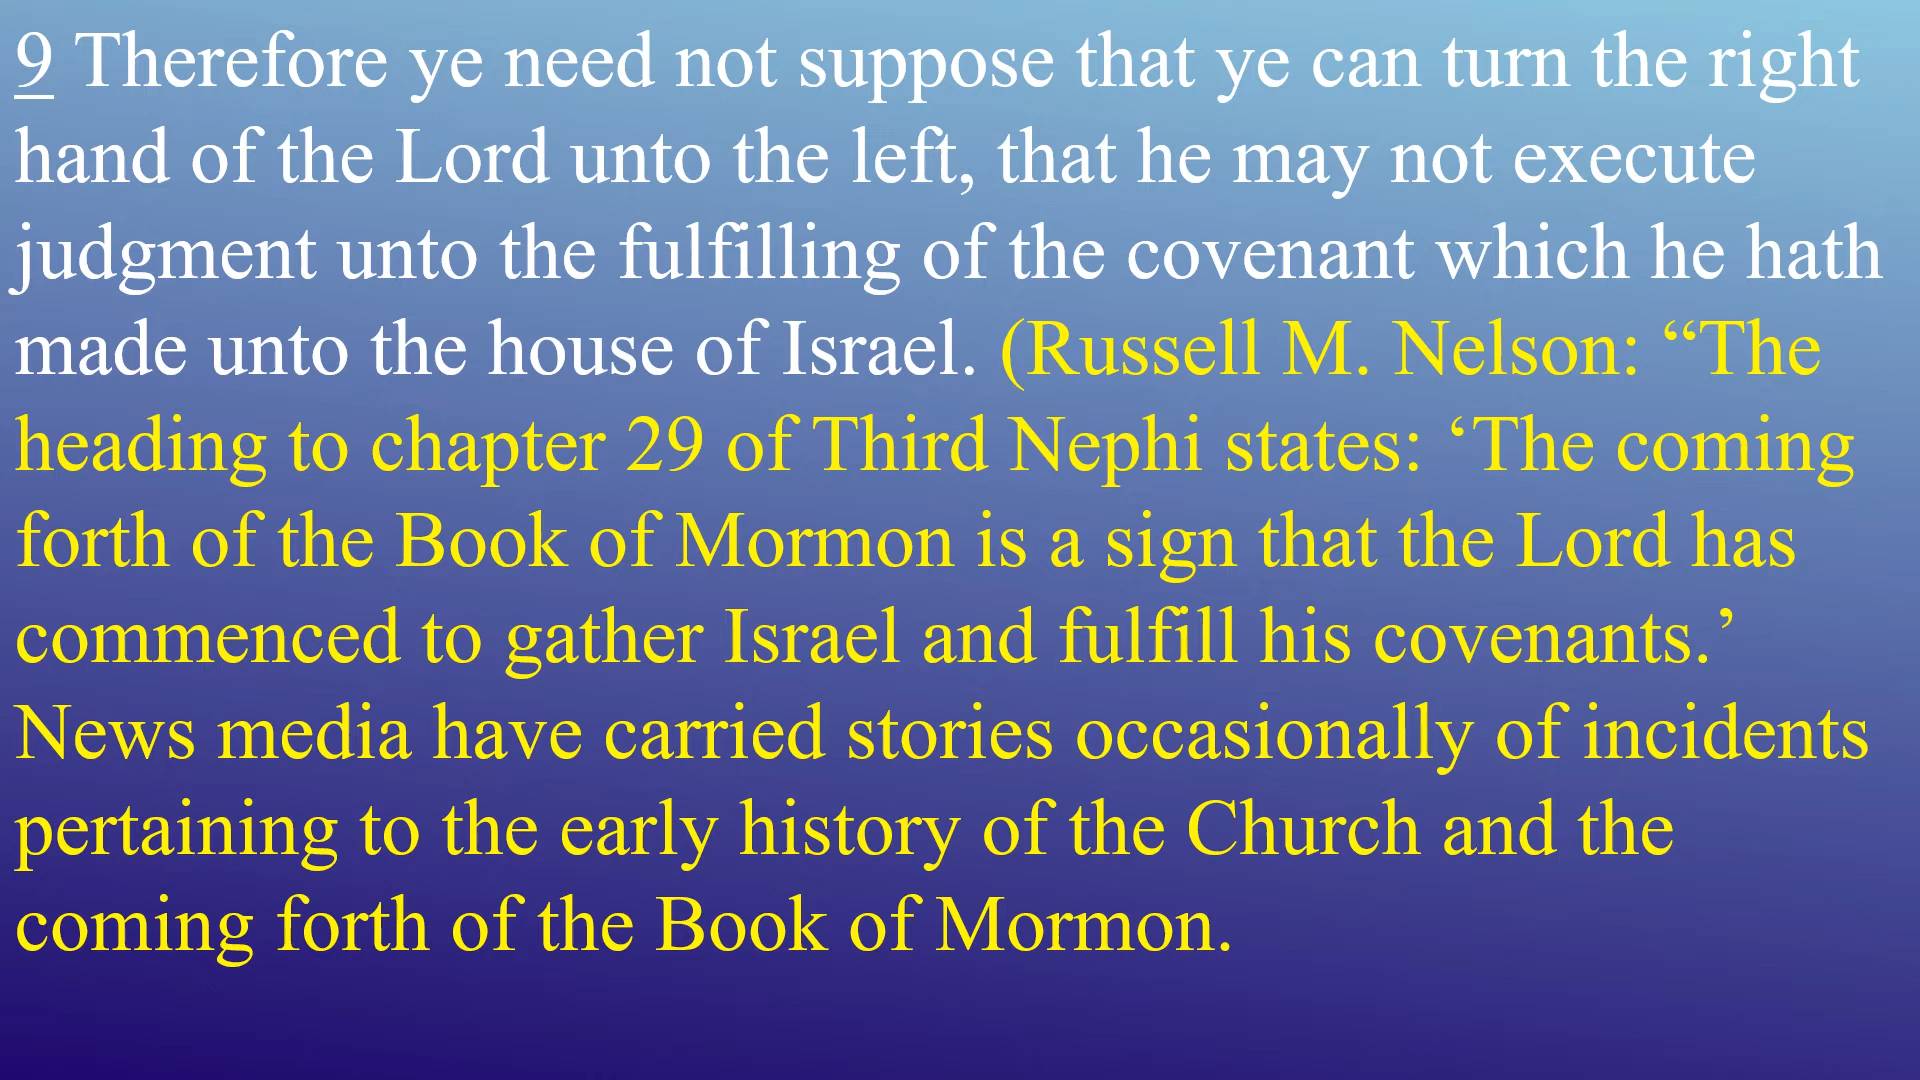 9 Therefore ye need not suppose that ye can turn the right
hand of the Lord unto the left, that he may not execute
judgment unto the fulfilling of the covenant which he hath
made unto the house of Israel. (Russell M. Nelson: “The
heading to chapter 29 of Third Nephi states: ‘The coming
forth of the Book of Mormon is a sign that the Lord has
commenced to gather Israel and fulfill his covenants.’
News media have carried stories occasionally of incidents
pertaining to the early history of the Church and the
coming forth of the Book of Mormon.